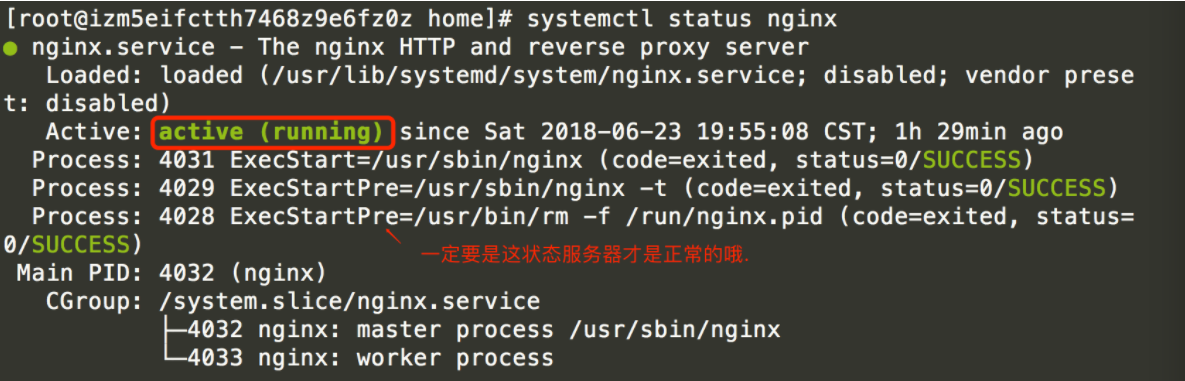 [root@izm5eifctth7468z9e6fz0z home]# systemctl status nginx
● nginx.service - The nginx HTTP and reverse proxy server
Loaded: loaded (/usr/lib/systemd/system/nginx.service; disabled; vendor prese
t: disabled)
Active: active (running) since Sat 2018-06-23 19:55:08 CST; 1h 29min ago
Process: 4031 ExecStart=/usr/sbin/nginx (code=exited, status=0/SUCCESS)
Process: 4029 ExecStartPre=/usr/sbin/nginx -t (code=exited, status=0/SUCCESS)
Process: 4028 ExecStartPre=/usr/bin/rm -f /run/nginx.pid (code=exited, status=
0/SUCCESS)
一定要是这状态服务器才是正常的哦.
Main PID: 4032 (nginx)
CGroup: /system.slice/nginx.service
├─4032 nginx: master process /usr/sbin/nginx
└─4033 nginx: worker process